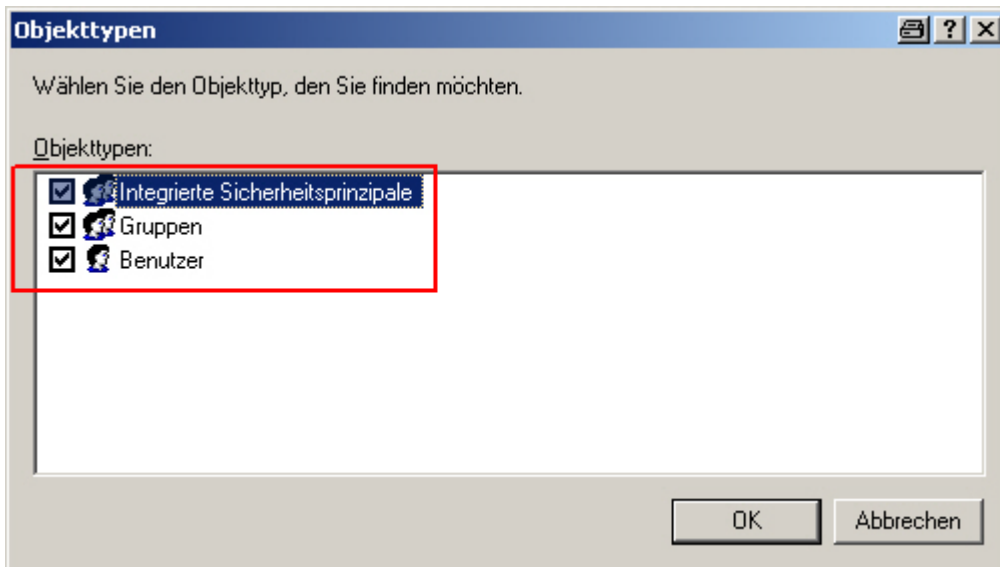 Objekttypen
Wählen Sie den Objekttyp, den Sie finden möchten.
Objekttypen:
Integrierte Sicherheitsprinzipale
Gruppen
Benutzer
OK Abbrechen